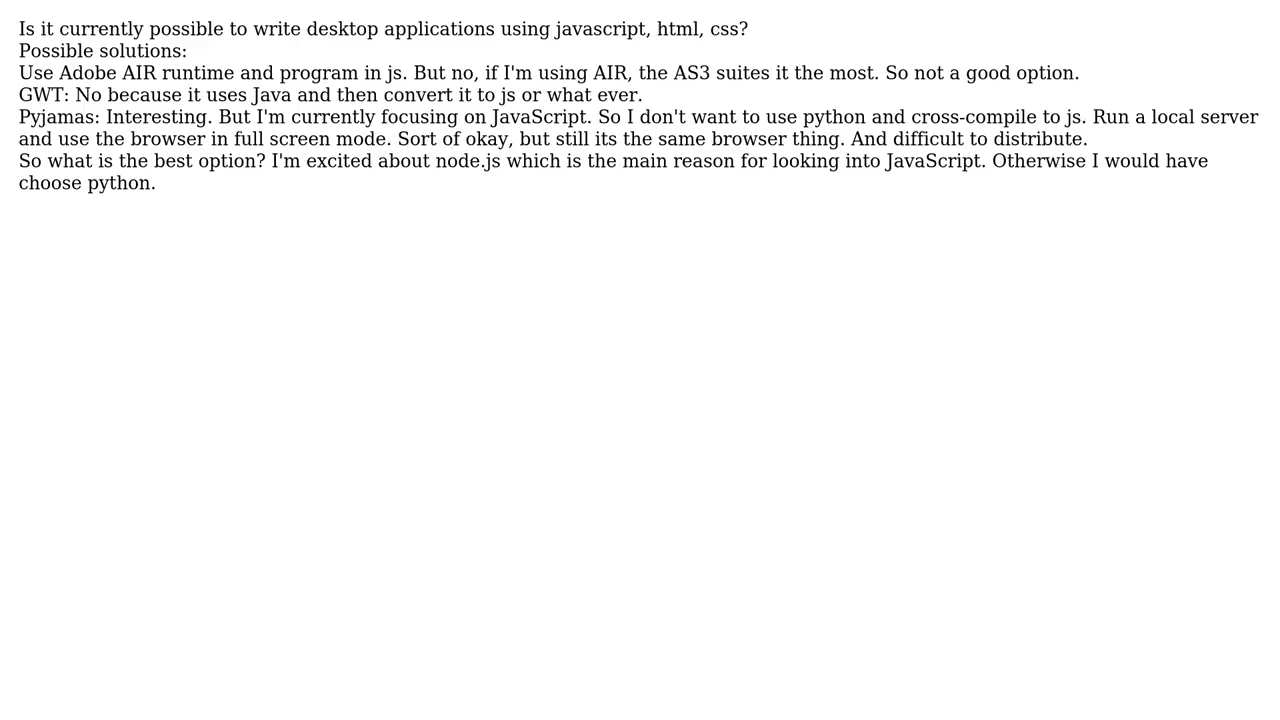 Is it currently possible to write desktop applications using javascript, html, css?
Possible solutions:
Use Adobe AIR runtime and program in js. But no, if I'm using AIR, the AS3 suites it the most. So not a good option.
GWT: No because it uses Java and then convert it to js or what ever.
Pyjamas: Interesting. But I'm currently focusing on JavaScript. So I don't want to use python and cross-compile to js. Run a local server
and use the browser in full screen mode. Sort of okay, but still its the same browser thing. And difficult to distribute.
So what is the best option? I'm excited about node.js which is the main reason for looking into JavaScript. Otherwise I would have
choose python.